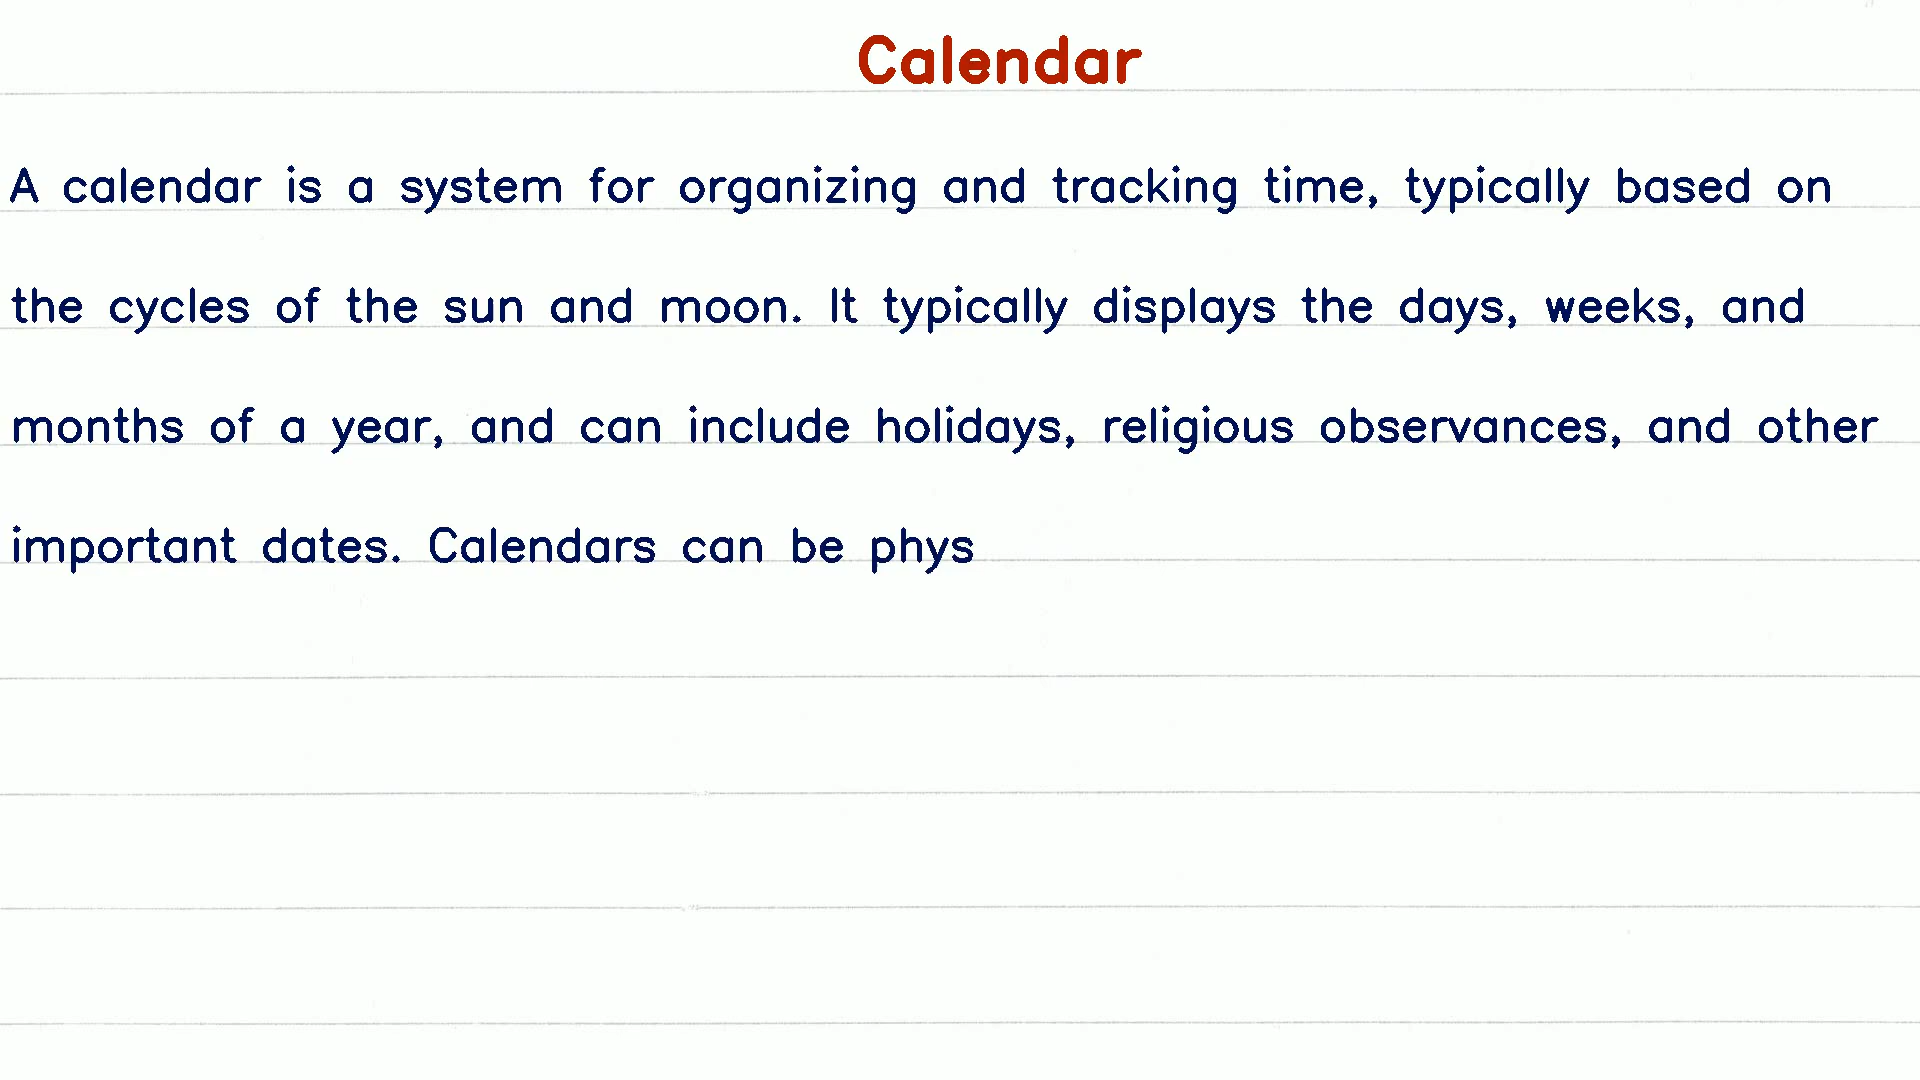 Calendar
A calendar is a system for organizing and tracking time, typically based on
the cycles of the sun and moon. It typically displays the days, weeks, and
months of a year, and can include holidays, religious observances, and other
important dates. Calendars can be phys